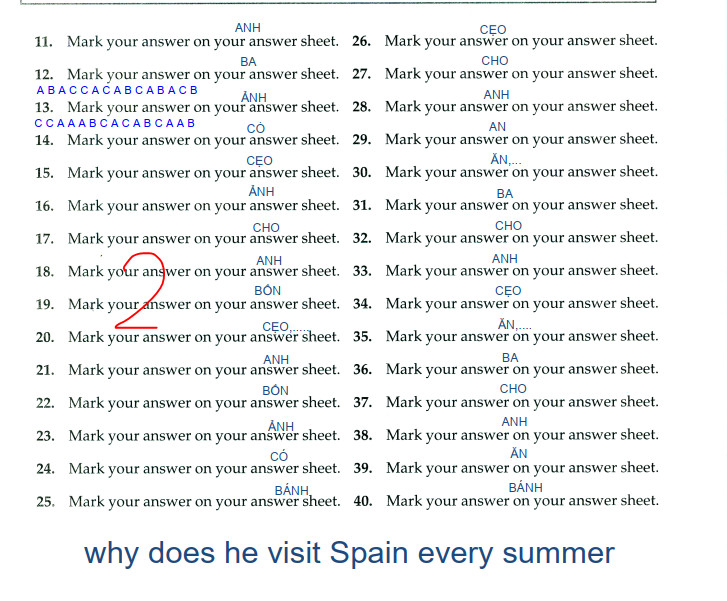 ANH
11. Mark your answer on your answer sheet.
BA
12. Mark your answer on your answer sheet.
A B A C C A C A B C A B A C B
ẢNH
13. Mark your answer on your answer sheet.
C C A A A B C A C A B C A A B
CÓ
14. Mark your answer on your answer sheet.
CẸO
15. Mark your answer on your answer sheet.
ẢNH
16. Mark your answer on your answer sheet.
CHO
17. Mark your answer on your answer sheet.
ANH
18. Mark your answer on your answer sheet.
BÔN
19. Mark your answer on your answer sheet.
2
CẸO,.....
20. Mark your answer on your answer sheet.
ANH
21. Mark your answer on your answer sheet.
BÔN
22. Mark your answer on your answer sheet.
ẢNH
23. Mark your answer on your answer sheet.
CÓ
24. Mark your answer on your answer sheet.
BÁNH
25. Mark your answer on your answer sheet.
CẸO
26. Mark your answer on your answer sheet.
CHO
27. Mark your answer on your answer sheet.
ANH
28. Mark your answer on your answer sheet.
AN
29. Mark your answer on your answer sheet.
ĂN,...
30. Mark your answer on your answer sheet.
BA
31. Mark your answer on your answer sheet.
CHO
32. Mark your answer on your answer sheet.
ANH
33. Mark your answer on your answer sheet.
CẸO
34. Mark your answer on your answer sheet.
ĂN,....
35. Mark your answer on your answer sheet.
BA
36. Mark your answer on your answer sheet.
CHO
37. Mark your answer on your answer sheet.
ANH
38. Mark your answer on your answer sheet.
ĂN
39. Mark your answer on your answer sheet.
BÁNH
40. Mark your answer on your answer sheet.
why does he visit Spain every summer